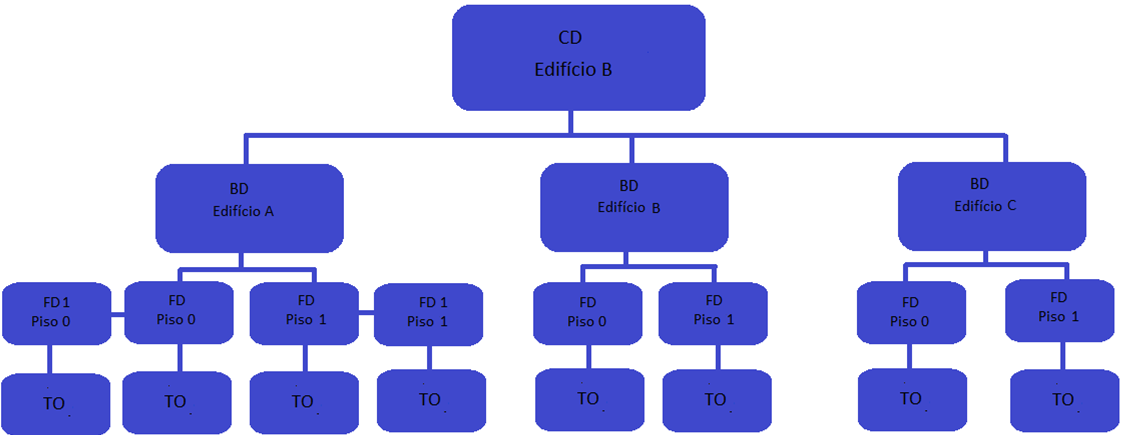 CD
Edifício B
BD
Edifício A
BD
Edifício B
BD
Edifício C
FD 1
Piso 0
FD
Piso 0
FD
Piso 1
FD 1
Piso 1
FD
Piso 0
FD
Piso 1
FD
Piso 0
FD
Piso 1
TO
TO
TO
TO
TO
TO
TO
TO